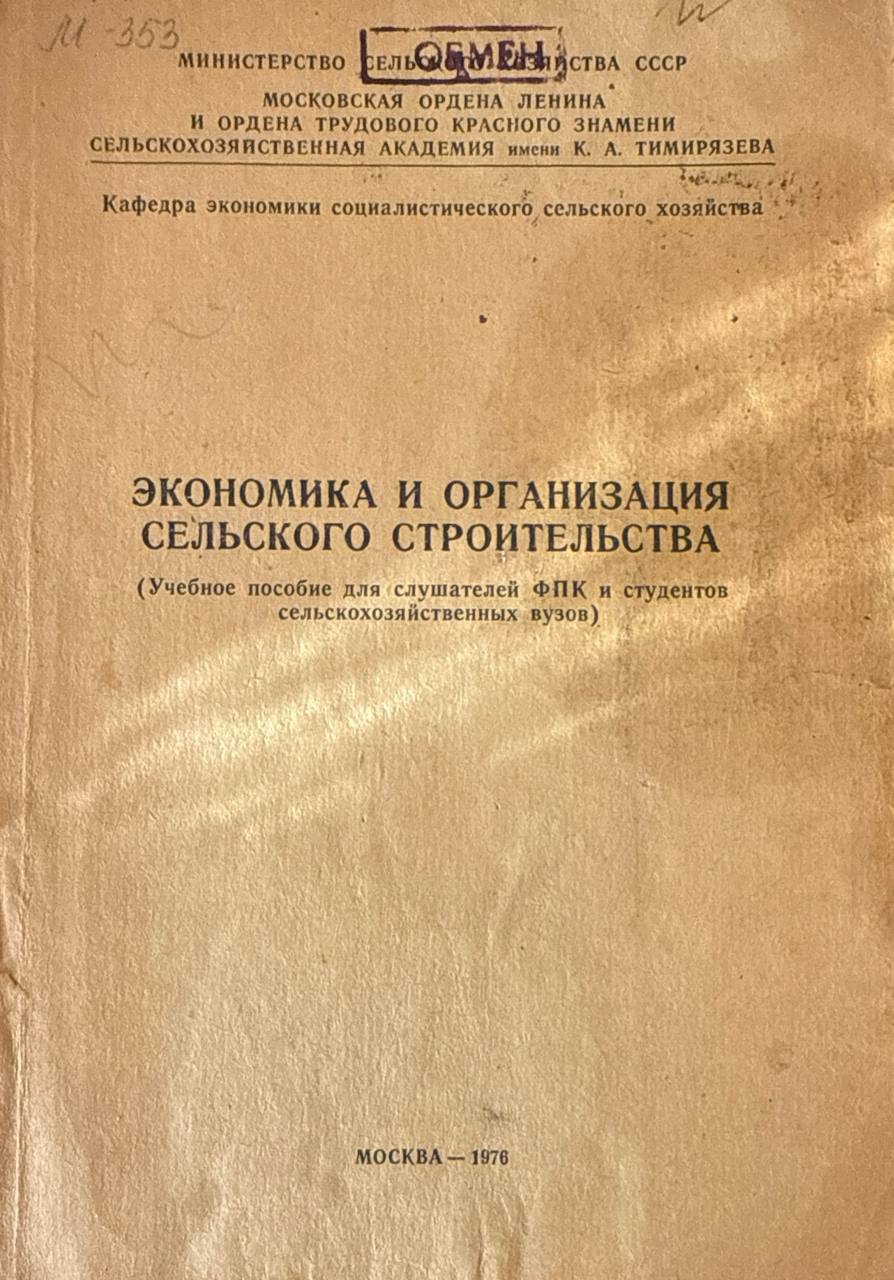 М-353
ОБМЕН
МИНИСТЕРСТВО СЕЛЬСКОГО ХОЗЯЙСТВА СССР
МОСКОВСКАЯ ОРДЕНА ЛЕНИНА
И ОРДЕНА ТРУДОВОГО КРАСНОГО ЗНАМЕНИ
СЕЛЬСКОХОЗЯЙСТВЕННАЯ АКАДЕМИЯ имени К. А. ТИМИРЯЗЕВА
Кафедра экономики социалистического сельского хозяйства
ЭКОНОМИКА И ОРГАНИЗАЦИЯ
СЕЛЬСКОГО СТРОИТЕЛЬСТВА
(Учебное пособие для слушателей ФПК и студентов
сельскохозяйственных вузов)
МОСКВА — 1976